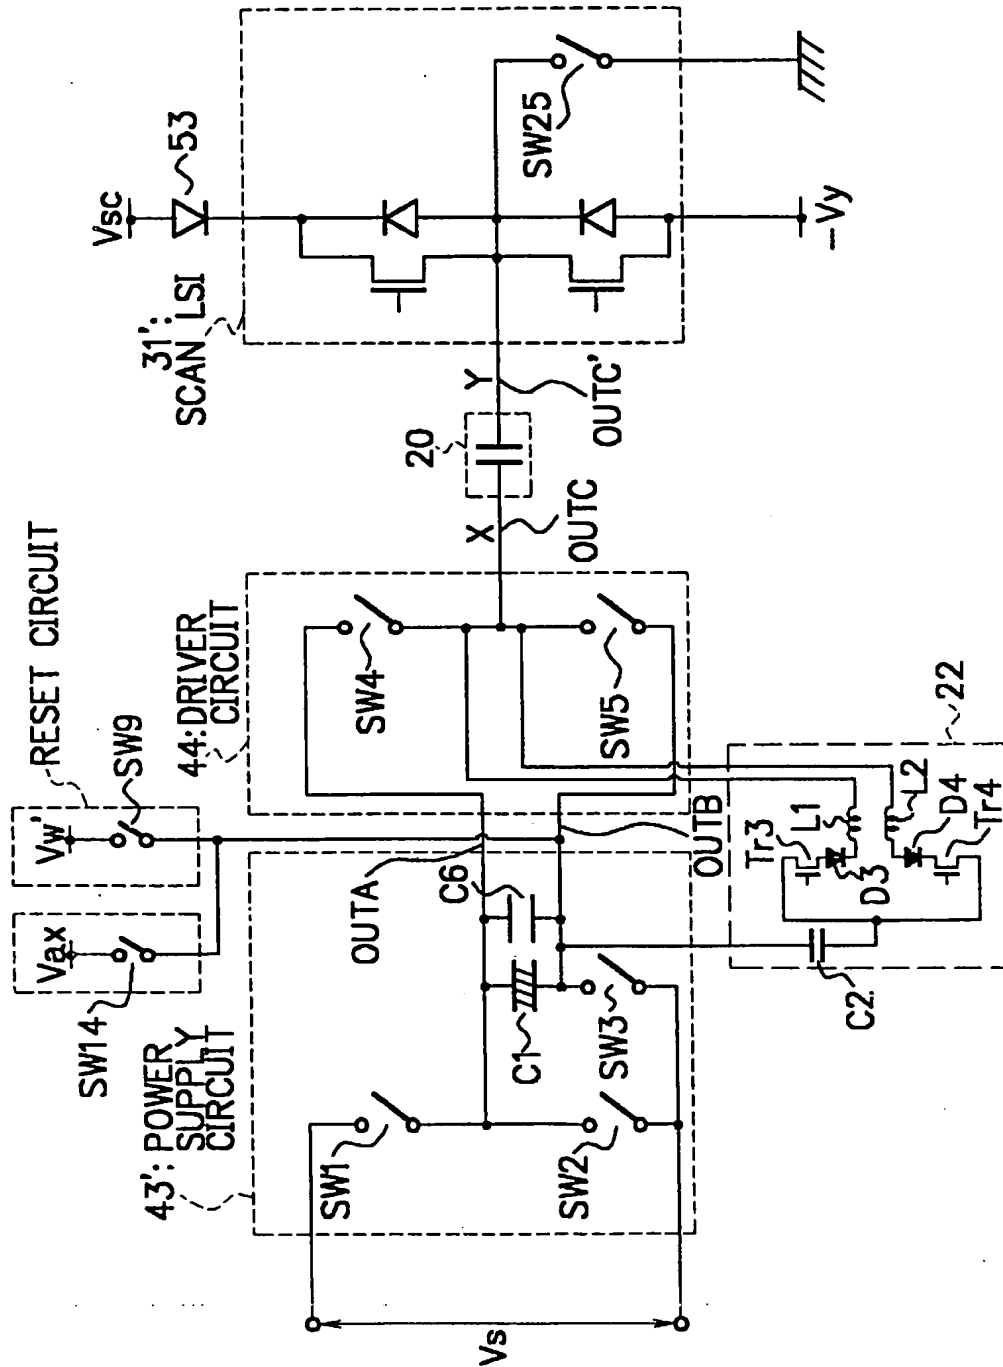 Vsc
53
31':
SCAN LSI
SW25
-Vy
20
Y
OUTC'
X
OUTC
RESET CIRCUIT
Vw'
SW9
Vax
SW14
44:DRIVER
CIRCUIT
SW4
SW5
43':POWER
SUPPLY
CIRCUIT
OUTA
C6
OUTB
C1
SW1
SW2
SW3
Vs
22
L1
L2
Tr3
D3
D4
Tr4
C2